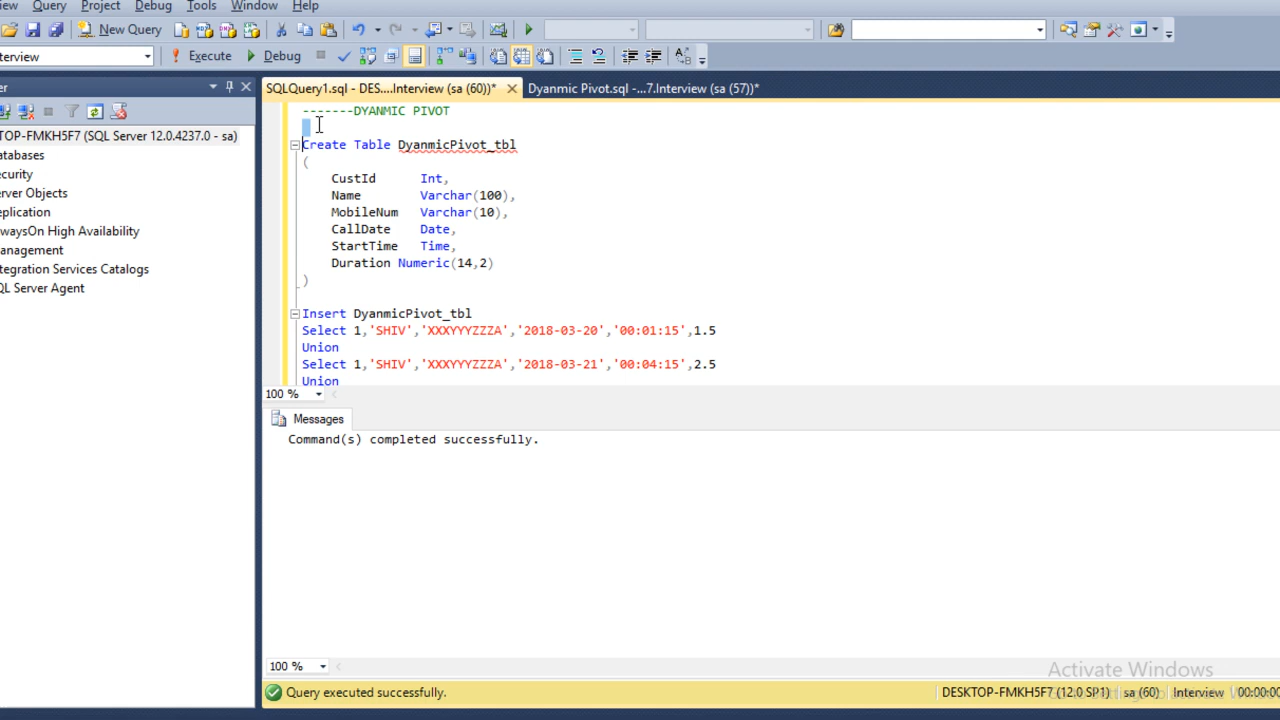 iew Query Project Debug Tools Window Help
New Query
terview Execute Debug
er
SQLQuery1.sql - DES....Interview (sa (60))* Dyanmic Pivot.sql -...7.Interview (sa (57))*
TOP-FMKH5F7 (SQL Server 12.0.4237.0 - sa)
atabases
ecurity
erver Objects
eplication
waysOn High Availability
anagement
ntegration Services Catalogs
QL Server Agent
-------DYANMIC PIVOT
Create Table DyanmicPivot_tbl
(
CustId Int,
Name Varchar(100),
MobileNum Varchar(10),
CallDate Date,
StartTime Time,
Duration Numeric(14,2)
)
Insert DyanmicPivot_tbl
Select 1,'SHIV','XXXYYYZZZA','2018-03-20','00:01:15',1.5
Union
Select 1,'SHIV','XXXYYYZZZA','2018-03-21','00:04:15',2.5
Union
100 %
Messages
Command(s) completed successfully.
100 %
Activate Windows
Query executed successfully. DESKTOP-FMKH5F7 (12.0 SP1) sa (60) Interview 00:00:0